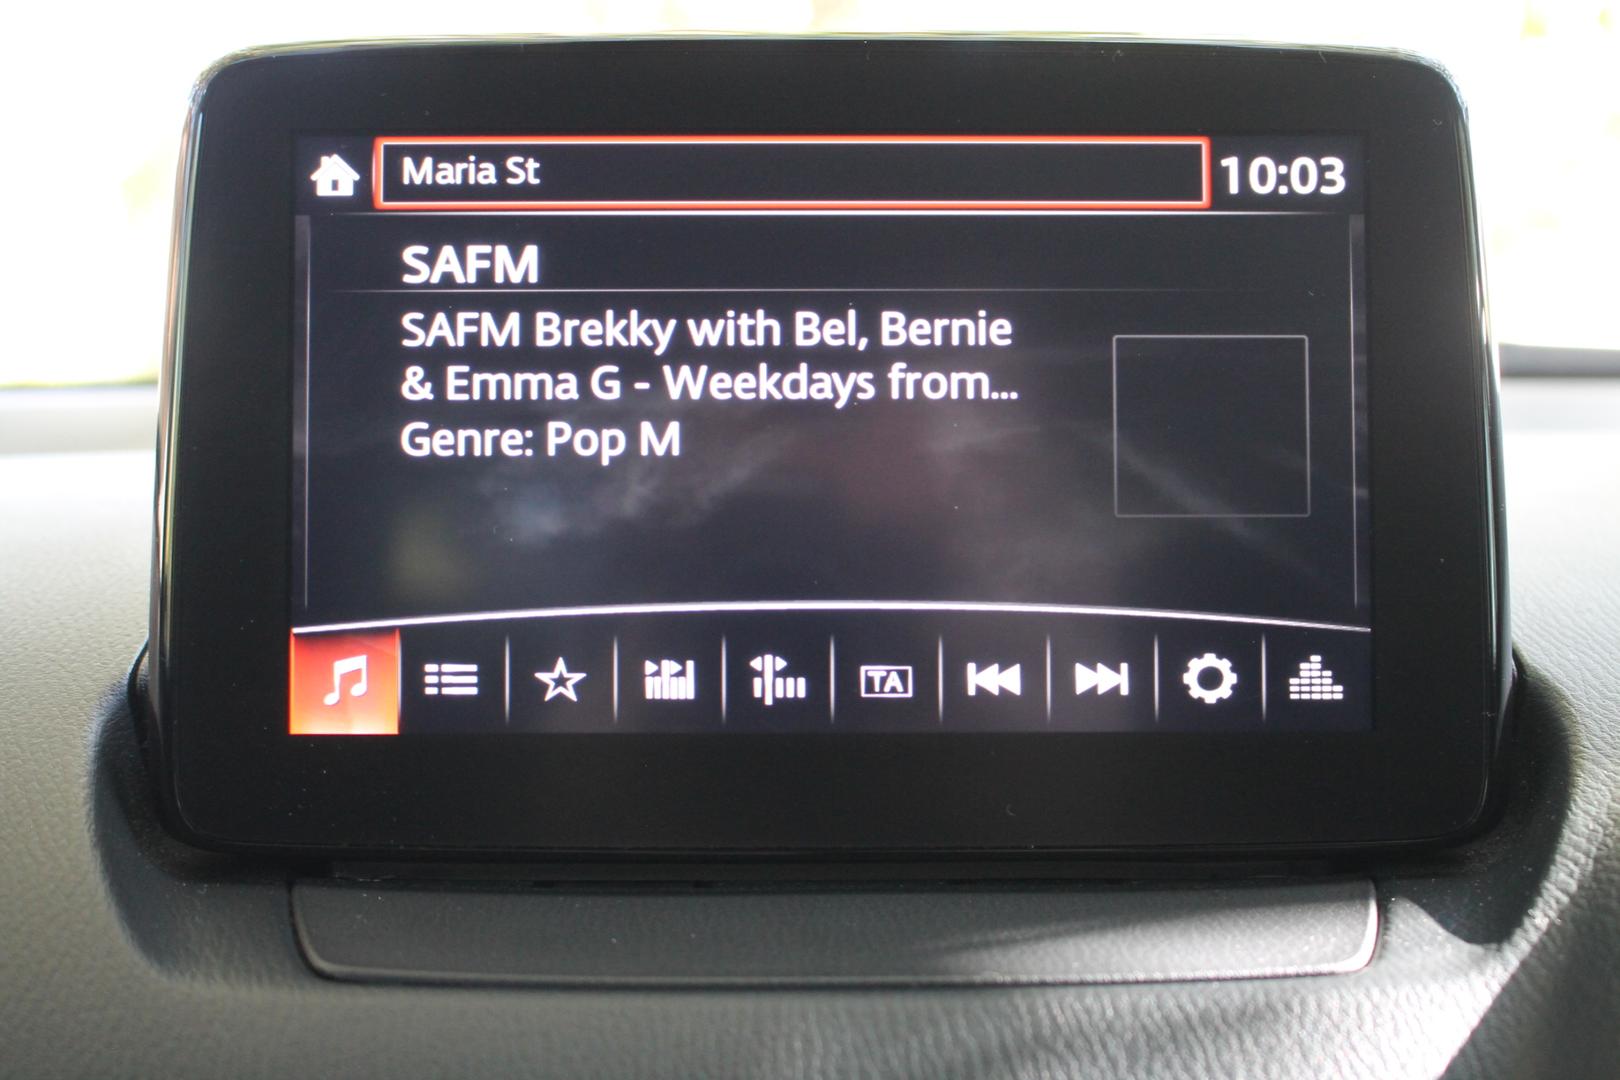 Maria St
10:03
SAFM
SAFM Brekky with Bel, Bernie
& Emma G - Weekdays from...
Genre: Pop M
TA